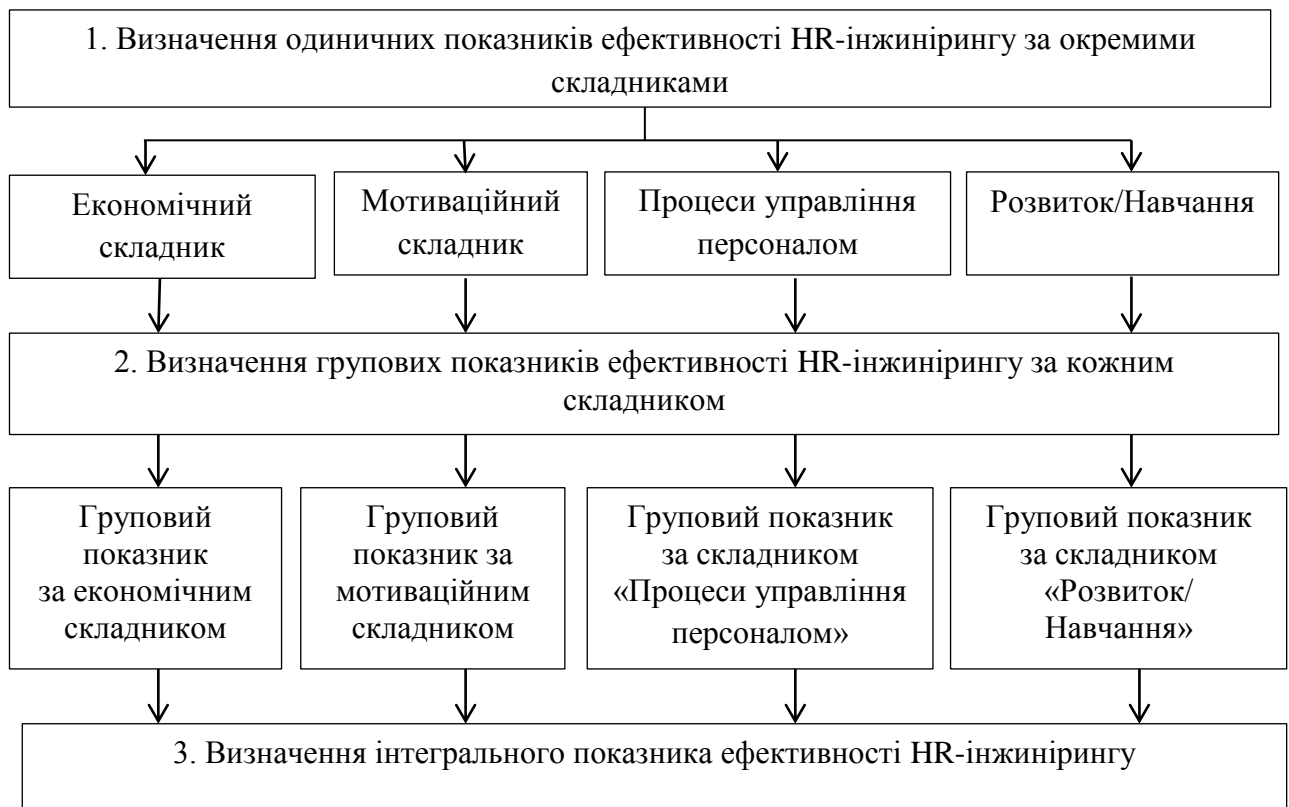 1. Визначення одиничних показників ефективності HR-інжинірингу за окремими
складниками
Економічний
складник
Мотиваційний
складник
Процеси управління
персоналом
Розвиток/Навчання
2. Визначення групових показників ефективності HR-інжинірингу за кожним
складником
Груповий
показник
за економічним
складником
Груповий
показник за
мотиваційним
складником
Груповий показник
за складником
«Процеси управління
персоналом»
Груповий показник
за складником
«Розвиток/
Навчання»
3. Визначення інтегрального показника ефективності HR-інжинірингу